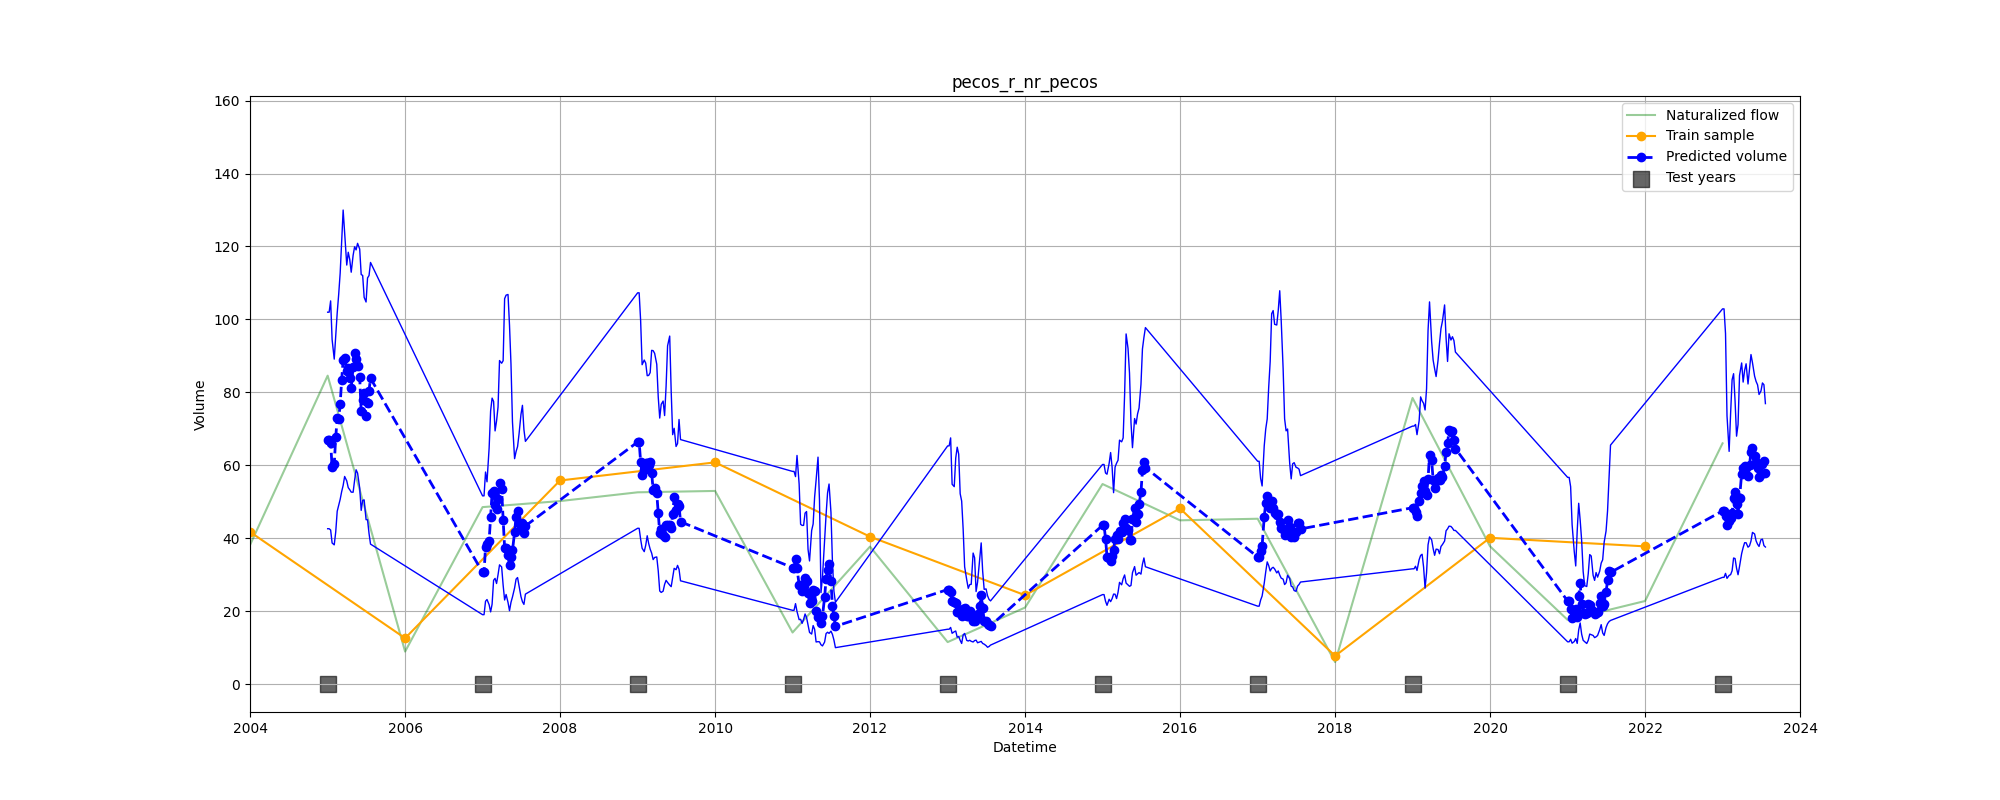 pecos_r_nr_pecos
160
140
120
100
80
60
40
20
0
Volume
Naturalized flow
Train sample
Predicted volume
Test years
2004 2006 2008 2010 2012 2014 2016 2018 2020 2022 2024
Datetime